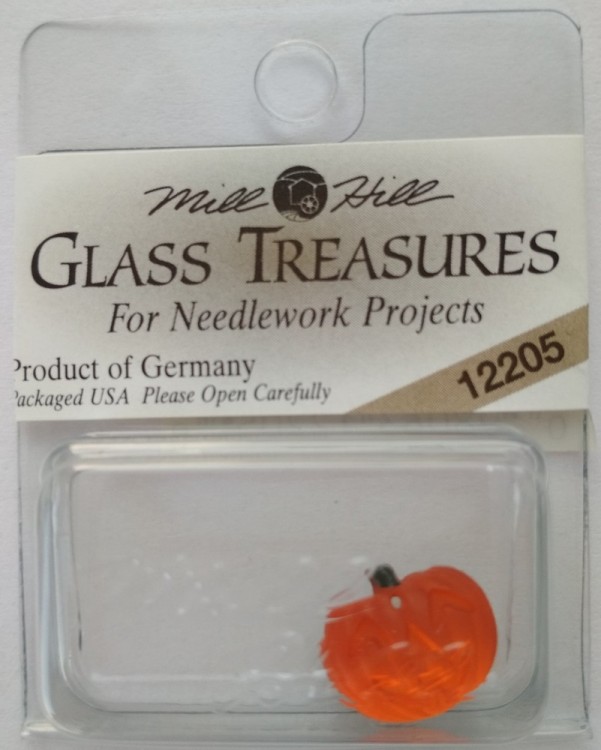 Mill Hill
GLASS TREASURES
For Needlework Projects
Product of Germany
Packaged USA Please Open Carefully
12205